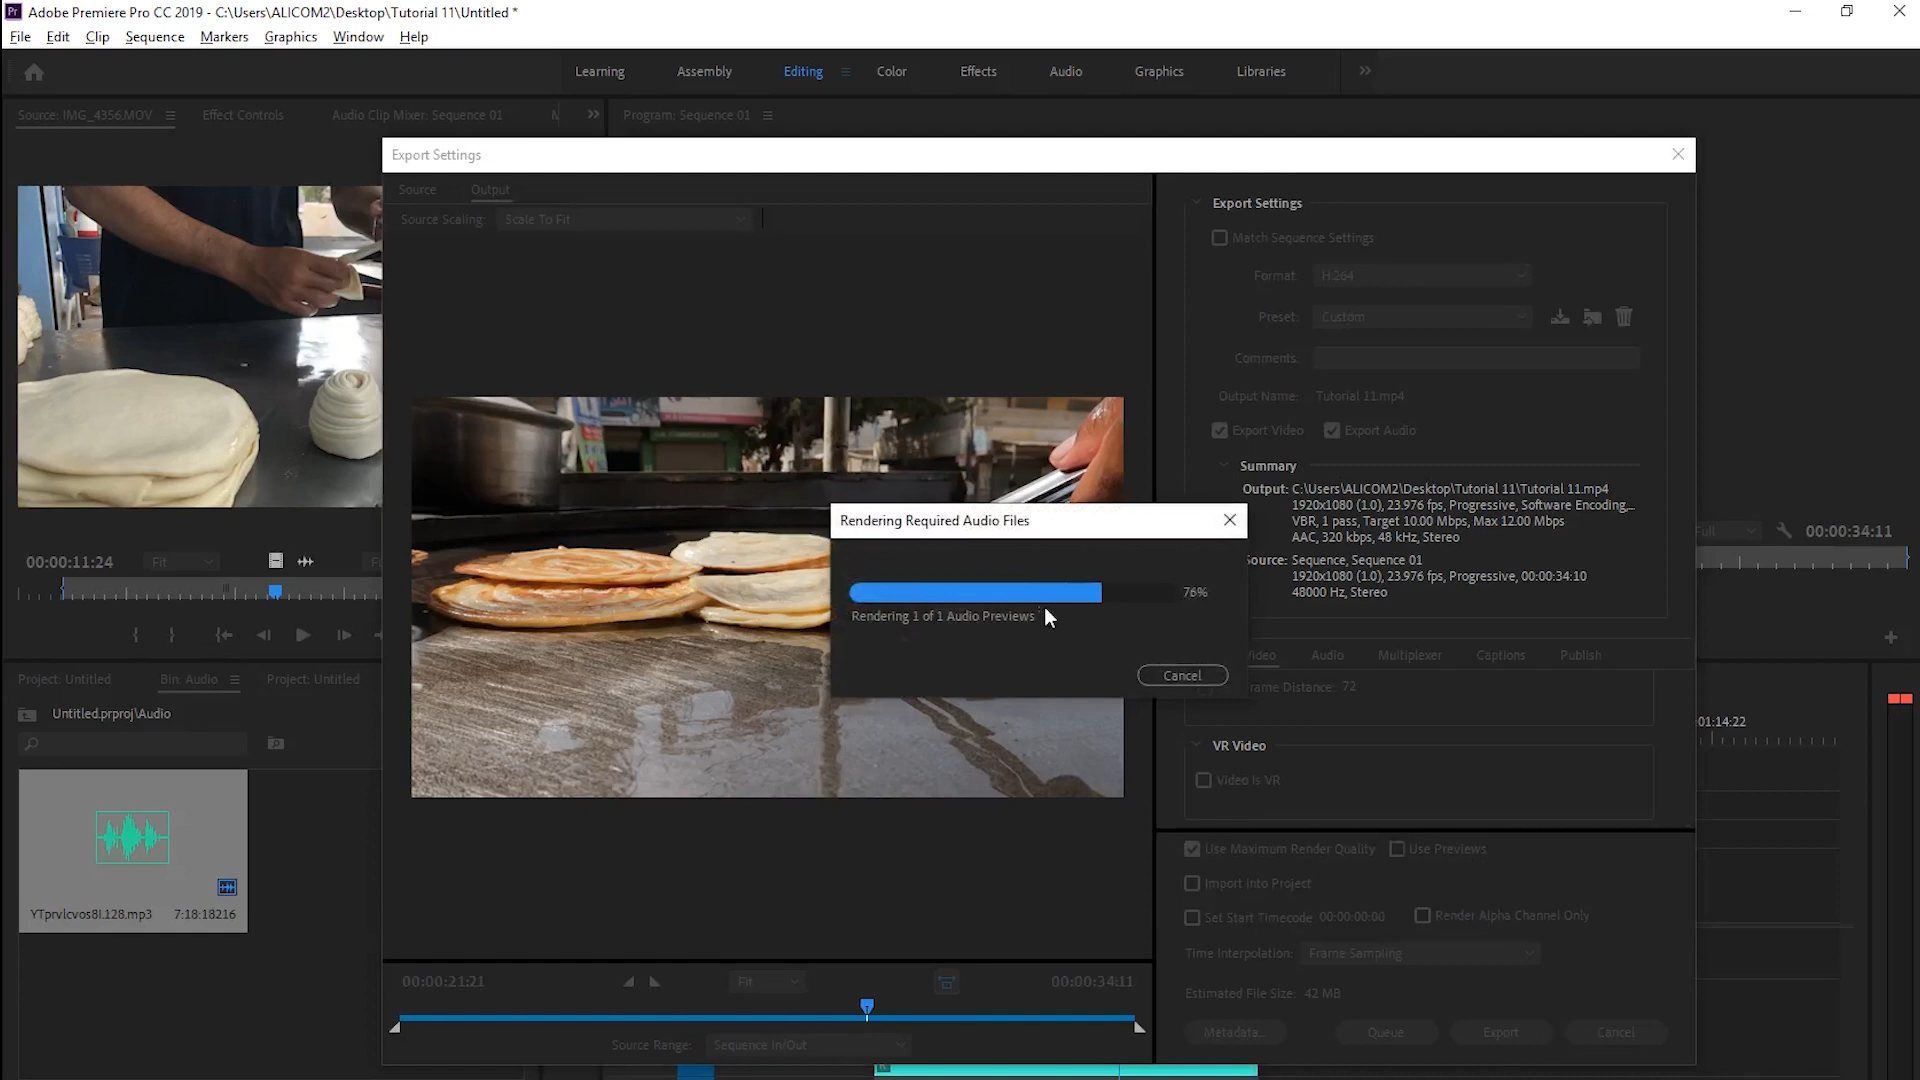 Pr Adobe Premiere Pro CC 2019 - C:\Users\ALICOM2\Desktop\Tutorial 11\Untitled *
File Edit Clip Sequence Markers Graphics Window Help
Learning Assembly Editing Color Effects Audio Graphics Libraries
Source: IMG_4356.MOV Effect Controls Audio Clip Mixer: Sequence 01 Program: Sequence 01
Export Settings
Source Output
Source Scaling: Scale To Fit
Export Settings
Match Sequence Settings
Format: H.264
Preset: Custom
Comments:
Output Name: Tutorial 11.mp4
Export Video Export Audio
Summary
Output: C:\Users\ALICOM2\Desktop\Tutorial 11\Tutorial 11.mp4
1920x1080 (1.0), 23.976 fps, Progressive, Software Encoding,...
VBR, 1 pass, Target 10.00 Mbps, Max 12.00 Mbps
AAC, 320 kbps, 48 kHz, Stereo
Source: Sequence, Sequence 01
1920x1080 (1.0), 23.976 fps, Progressive, 00:00:34:10
48000 Hz, Stereo
Rendering Required Audio Files
76%
Rendering 1 of 1 Audio Previews
Cancel
00:00:11:24 Fit
Full 00:00:34:11
Video Audio Multiplexer Captions Publish
Frame Distance: 72
VR Video
Video is VR
Project: Untitled Bin: Audio Project: Untitled
Untitled.prproj\Audio
YTprvlcvos8I.128.mp3 7:18:18216
01:14:22
Use Maximum Render Quality Use Previews
Import Into Project
Set Start Timecode 00:00:00:00 Render Alpha Channel Only
Time Interpolation: Frame Sampling
Estimated File Size: 42 MB
Metadata... Queue Export Cancel
00:00:21:21 Fit 00:00:34:11
Source Range: Sequence In/Out